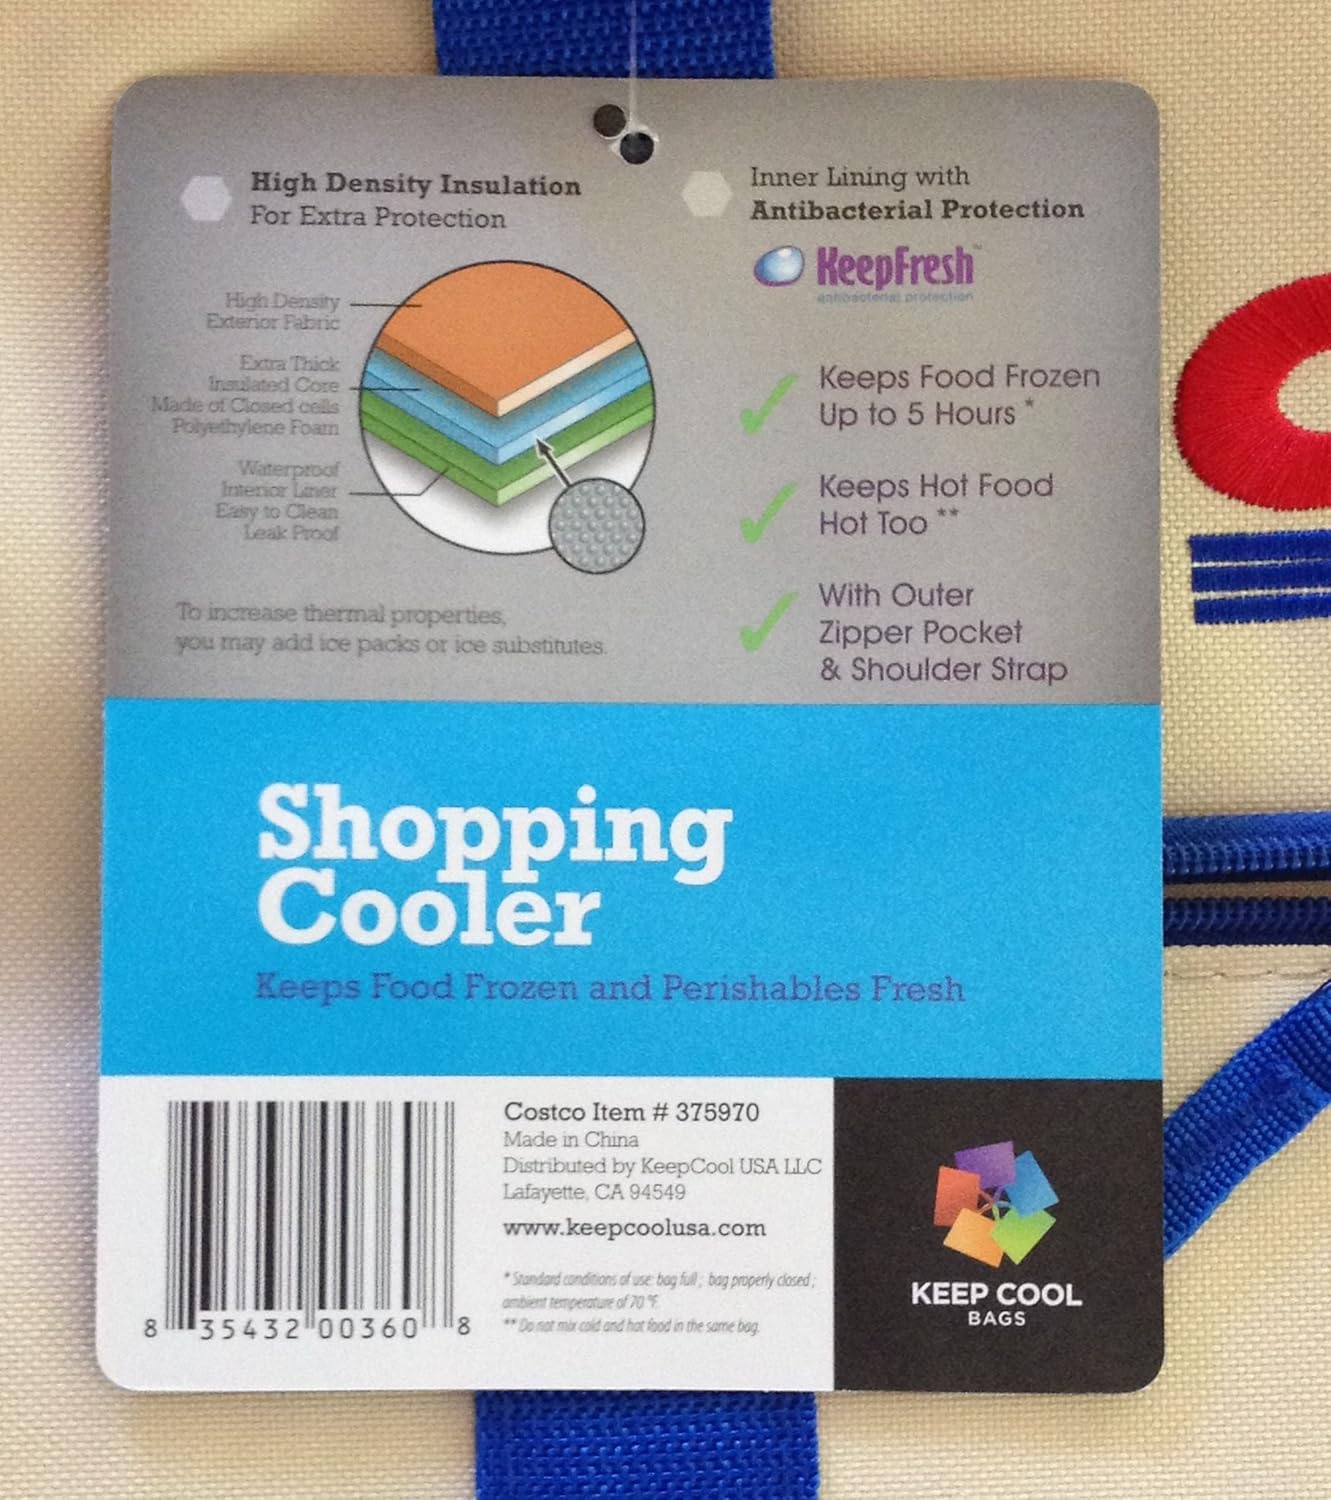 High Density Insulation
For Extra Protection
High Density
Exterior Fabric
Extra Thick
Insulated Core
Made of Closed cells
Polyethylene Foam
Waterproof
Interior Liner
Easy to Clean
Leak Proof
To increase thermal properties,
you may add ice packs or ice substitutes.
Inner Lining with
Antibacterial Protection
KeepFresh™
antibacterial protection
✓ Keeps Food Frozen
Up to 5 Hours *
✓ Keeps Hot Food
Hot Too **
✓ With Outer
Zipper Pocket
& Shoulder Strap
Shopping
Cooler
Keeps Food Frozen and Perishables Fresh
8 35432 00360 8
Costco Item # 375970
Made in China
Distributed by KeepCool USA LLC
Lafayette, CA 94549
www.keepcoolusa.com
* Standard conditions of use: bag full ; bag properly closed ;
ambient temperature of 70 °F.
** Do not mix cold and hot food in the same bag.
KEEP COOL
BAGS